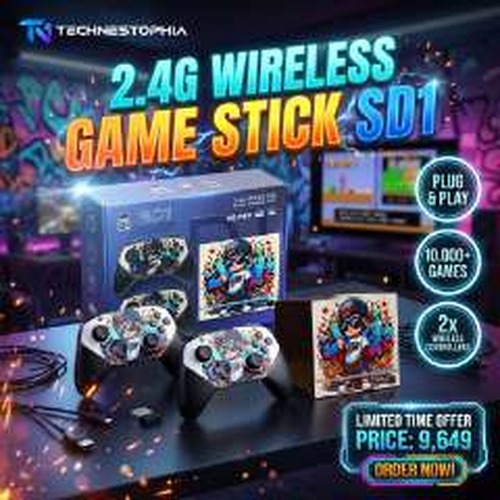 TECHNESTOPHIA
2.4G WIRELESS
GAME STICK SD1
PLUG
& PLAY
10.000+
GAMES
2x
WIRELESS
CONTROLLERS
LIMITED TIME OFFER
PRICE: 9,649
ORDER NOW!